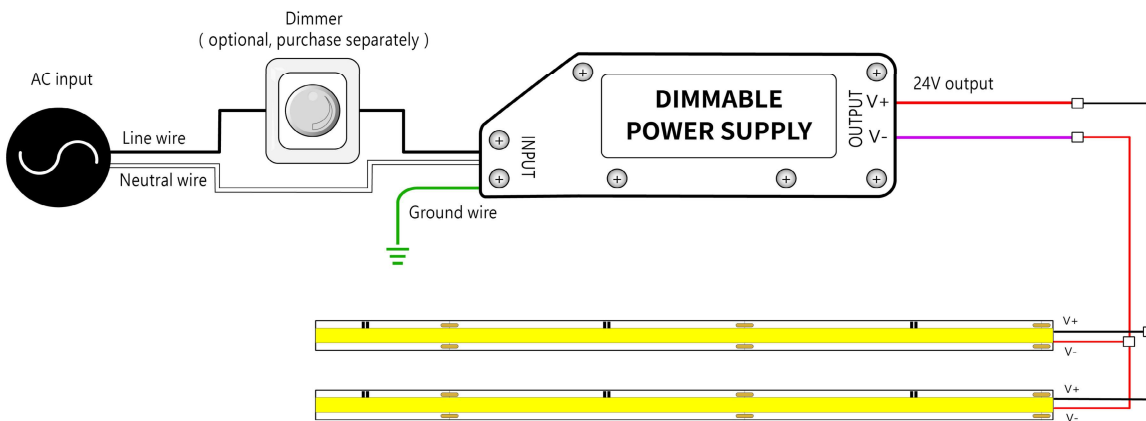 Dimmer
( optional, purchase separately )
AC input
Line wire
Neutral wire
Ground wire
INPUT
DIMMABLE
POWER SUPPLY
OUTPUT
V+
V-
24V output
V+
V-
V+
V-